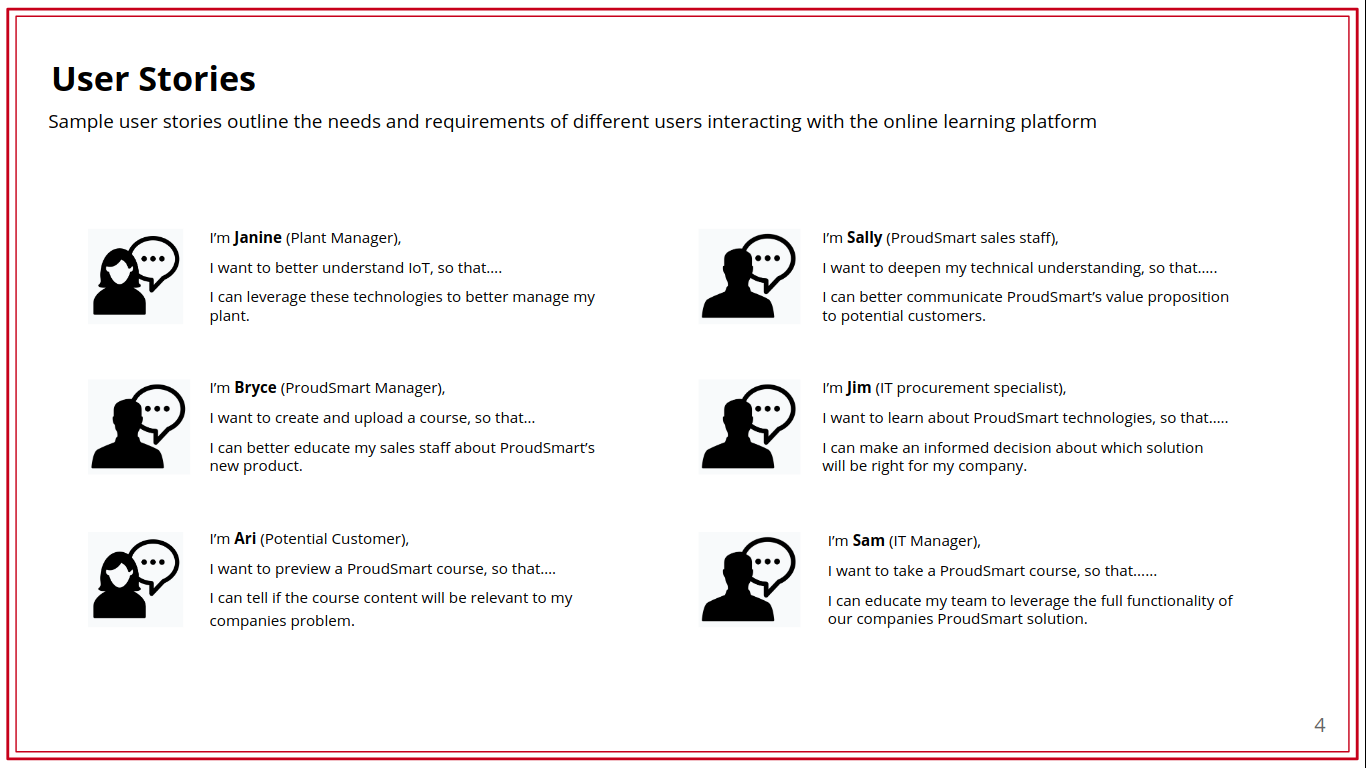 User Stories
Sample user stories outline the needs and requirements of different users interacting with the online learning platform
I’m Janine (Plant Manager),
I want to better understand IoT, so that....
I can leverage these technologies to better manage my
plant.
I’m Sally (ProudSmart sales staff),
I want to deepen my technical understanding, so that.....
I can better communicate ProudSmart’s value proposition
to potential customers.
I’m Bryce (ProudSmart Manager),
I want to create and upload a course, so that...
I can better educate my sales staff about ProudSmart’s
new product.
I’m Jim (IT procurement specialist),
I want to learn about ProudSmart technologies, so that.....
I can make an informed decision about which solution
will be right for my company.
I’m Ari (Potential Customer),
I want to preview a ProudSmart course, so that....
I can tell if the course content will be relevant to my
companies problem.
I’m Sam (IT Manager),
I want to take a ProudSmart course, so that......
I can educate my team to leverage the full functionality of
our companies ProudSmart solution.
4